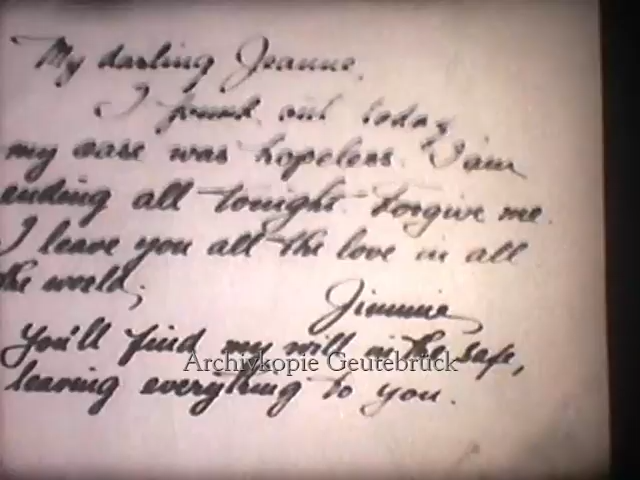 My darling Jeanne,
I found out today
my case was hopeless. I am
ending all tonight. Forgive me.
I leave you all the love in all
the world;
Jimmie
You'll find my will in the safe,
Archivkopie Geutebrück
leaving everything to you.